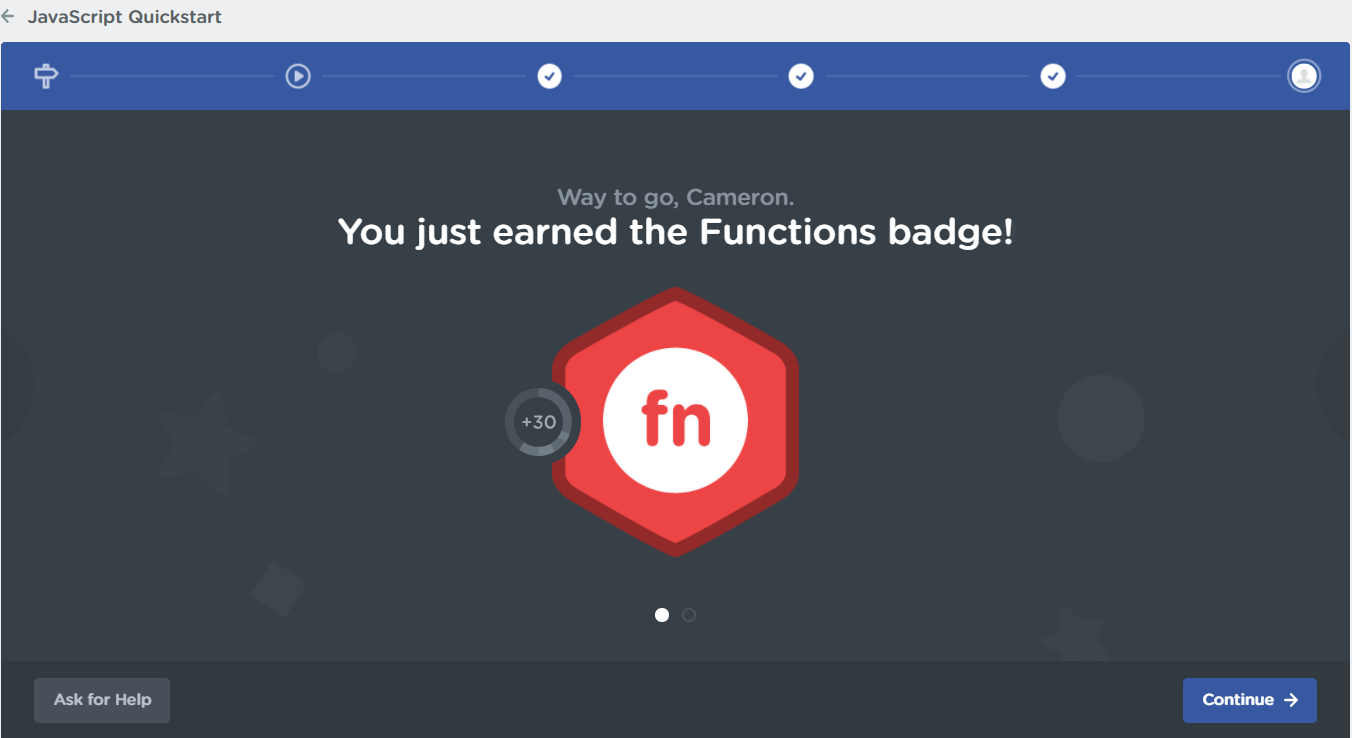 JavaScript Quickstart
Way to go, Cameron.
You just earned the Functions badge!
+30
fn
Ask for Help
Continue